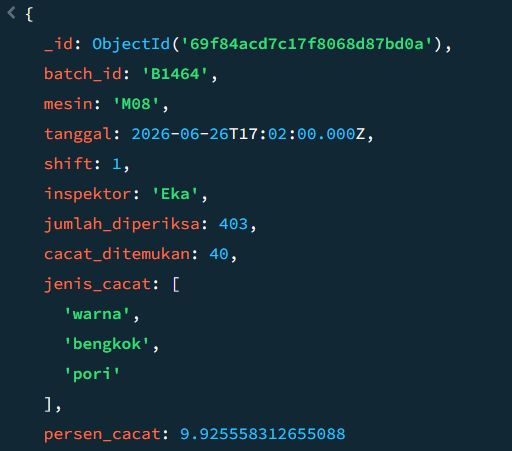 {
_id: ObjectId('69f84acd7c17f8068d87bd0a'),
batch_id: 'B1464',
mesin: 'M08',
tanggal: 2026-06-26T17:02:00.000Z,
shift: 1,
inspektor: 'Eka',
jumlah_diperiksa: 403,
cacat_ditemukan: 40,
jenis_cacat: [
'warna',
'bengkok',
'pori'
],
persen_cacat: 9.925558312655088